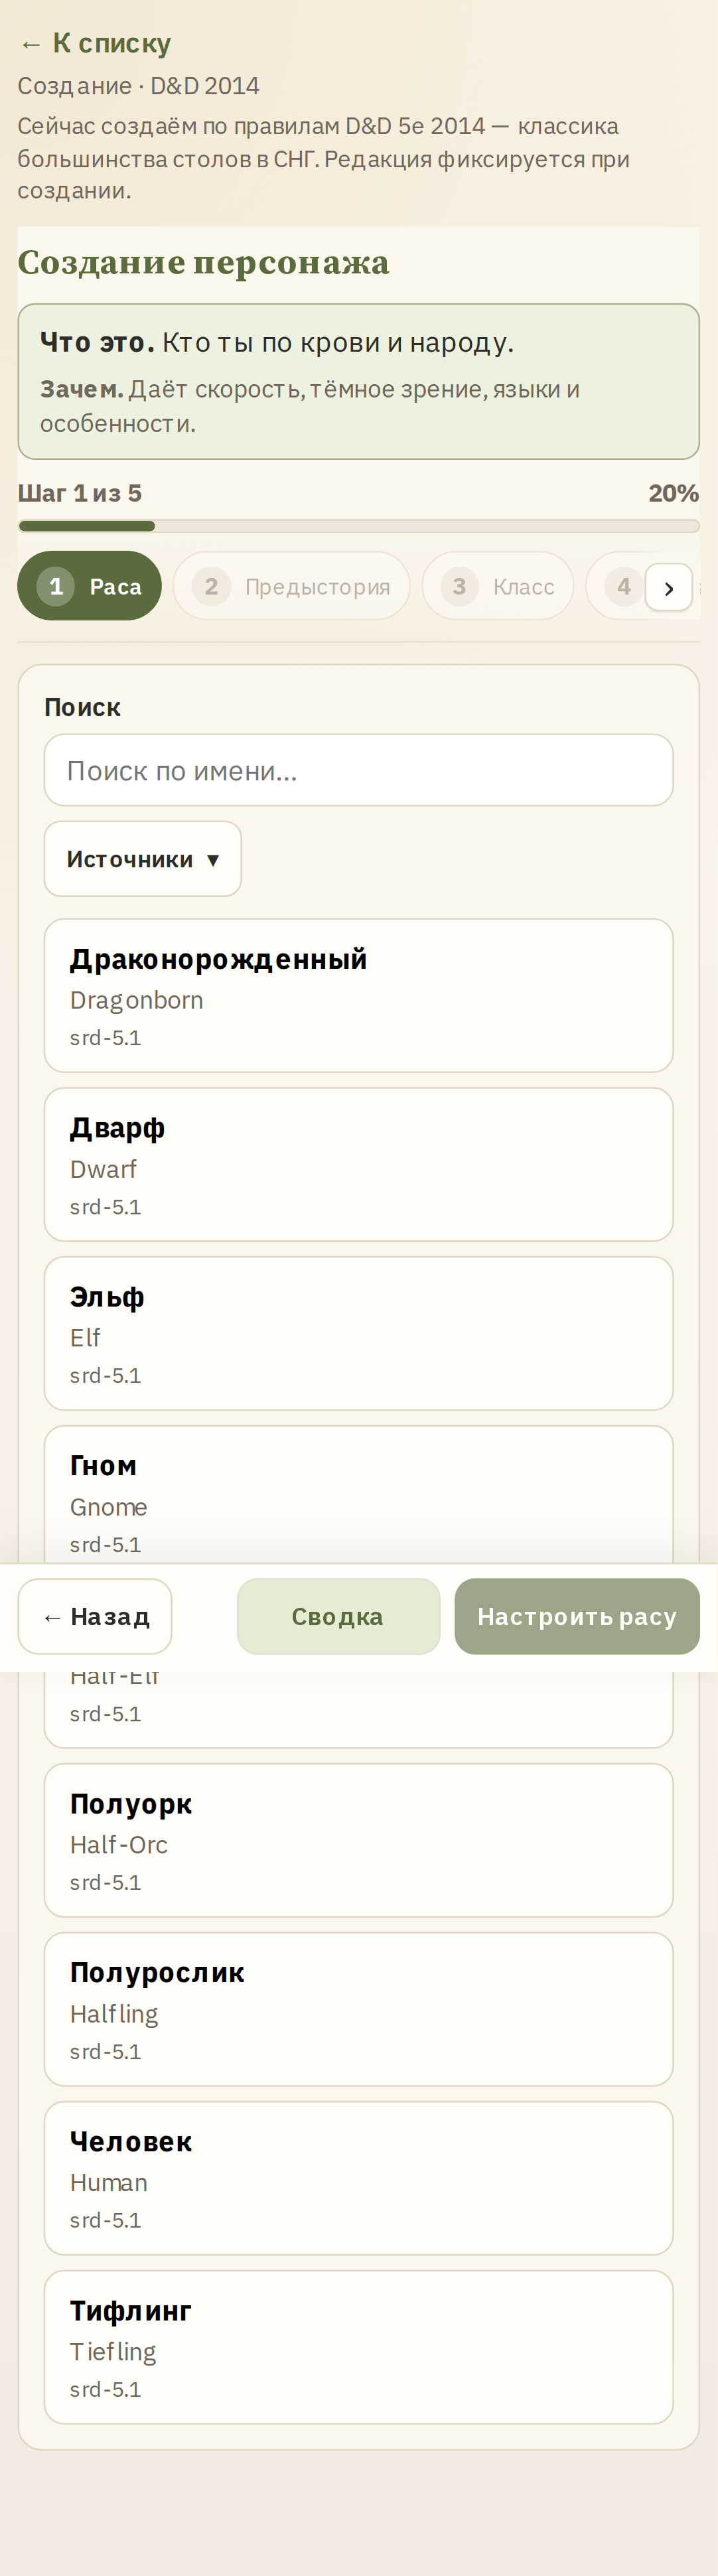 ← К списку
Создание · D&D 2014
Сейчас создаём по правилам D&D 5e 2014 — классика
большинства столов в СНГ. Редакция фиксируется при
создании.
Создание персонажа
Что это. Кто ты по крови и народу.
Зачем. Даёт скорость, тёмное зрение, языки и
особенности.
Шаг 1 из 5 20%
1 Раса 2 Предыстория 3 Класс 4 ›
Поиск
Поиск по имени…
Источники ▾
Драконорожденный
Dragonborn
srd-5.1
Дварф
Dwarf
srd-5.1
Эльф
Elf
srd-5.1
Гном
Gnome
srd-5.1
← Назад Сводка Настроить расу
Half-Elf
srd-5.1
Полуорк
Half-Orc
srd-5.1
Полурослик
Halfling
srd-5.1
Человек
Human
srd-5.1
Тифлинг
Tiefling
srd-5.1